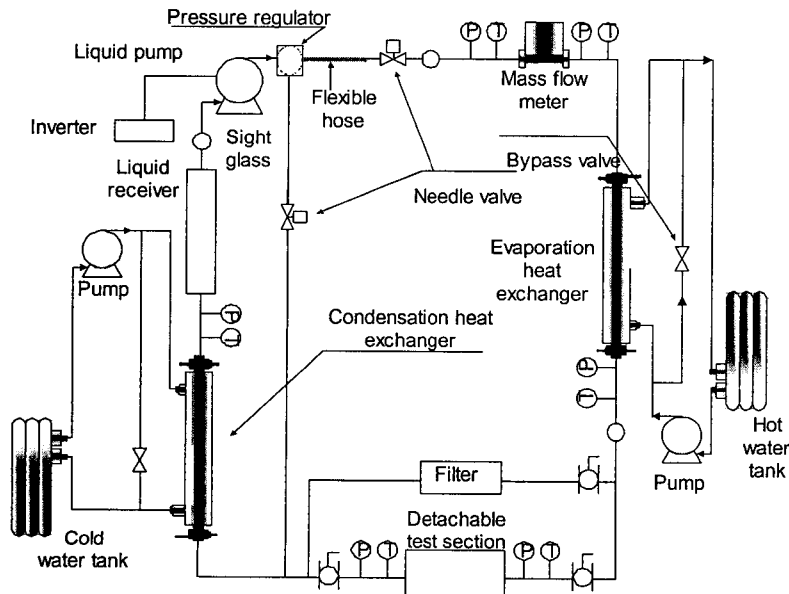 Pressure regulator
Liquid pump
P T
P T
Mass flow
meter
Flexible
hose
Inverter
Sight
glass
Liquid
receiver
Bypass valve
Needle valve
Pump
Evaporation
heat
exchanger
P
T
Condensation heat
exchanger
P
T
Hot
water
tank
Pump
Filter
Cold
water tank
Detachable
test section
P T
P T